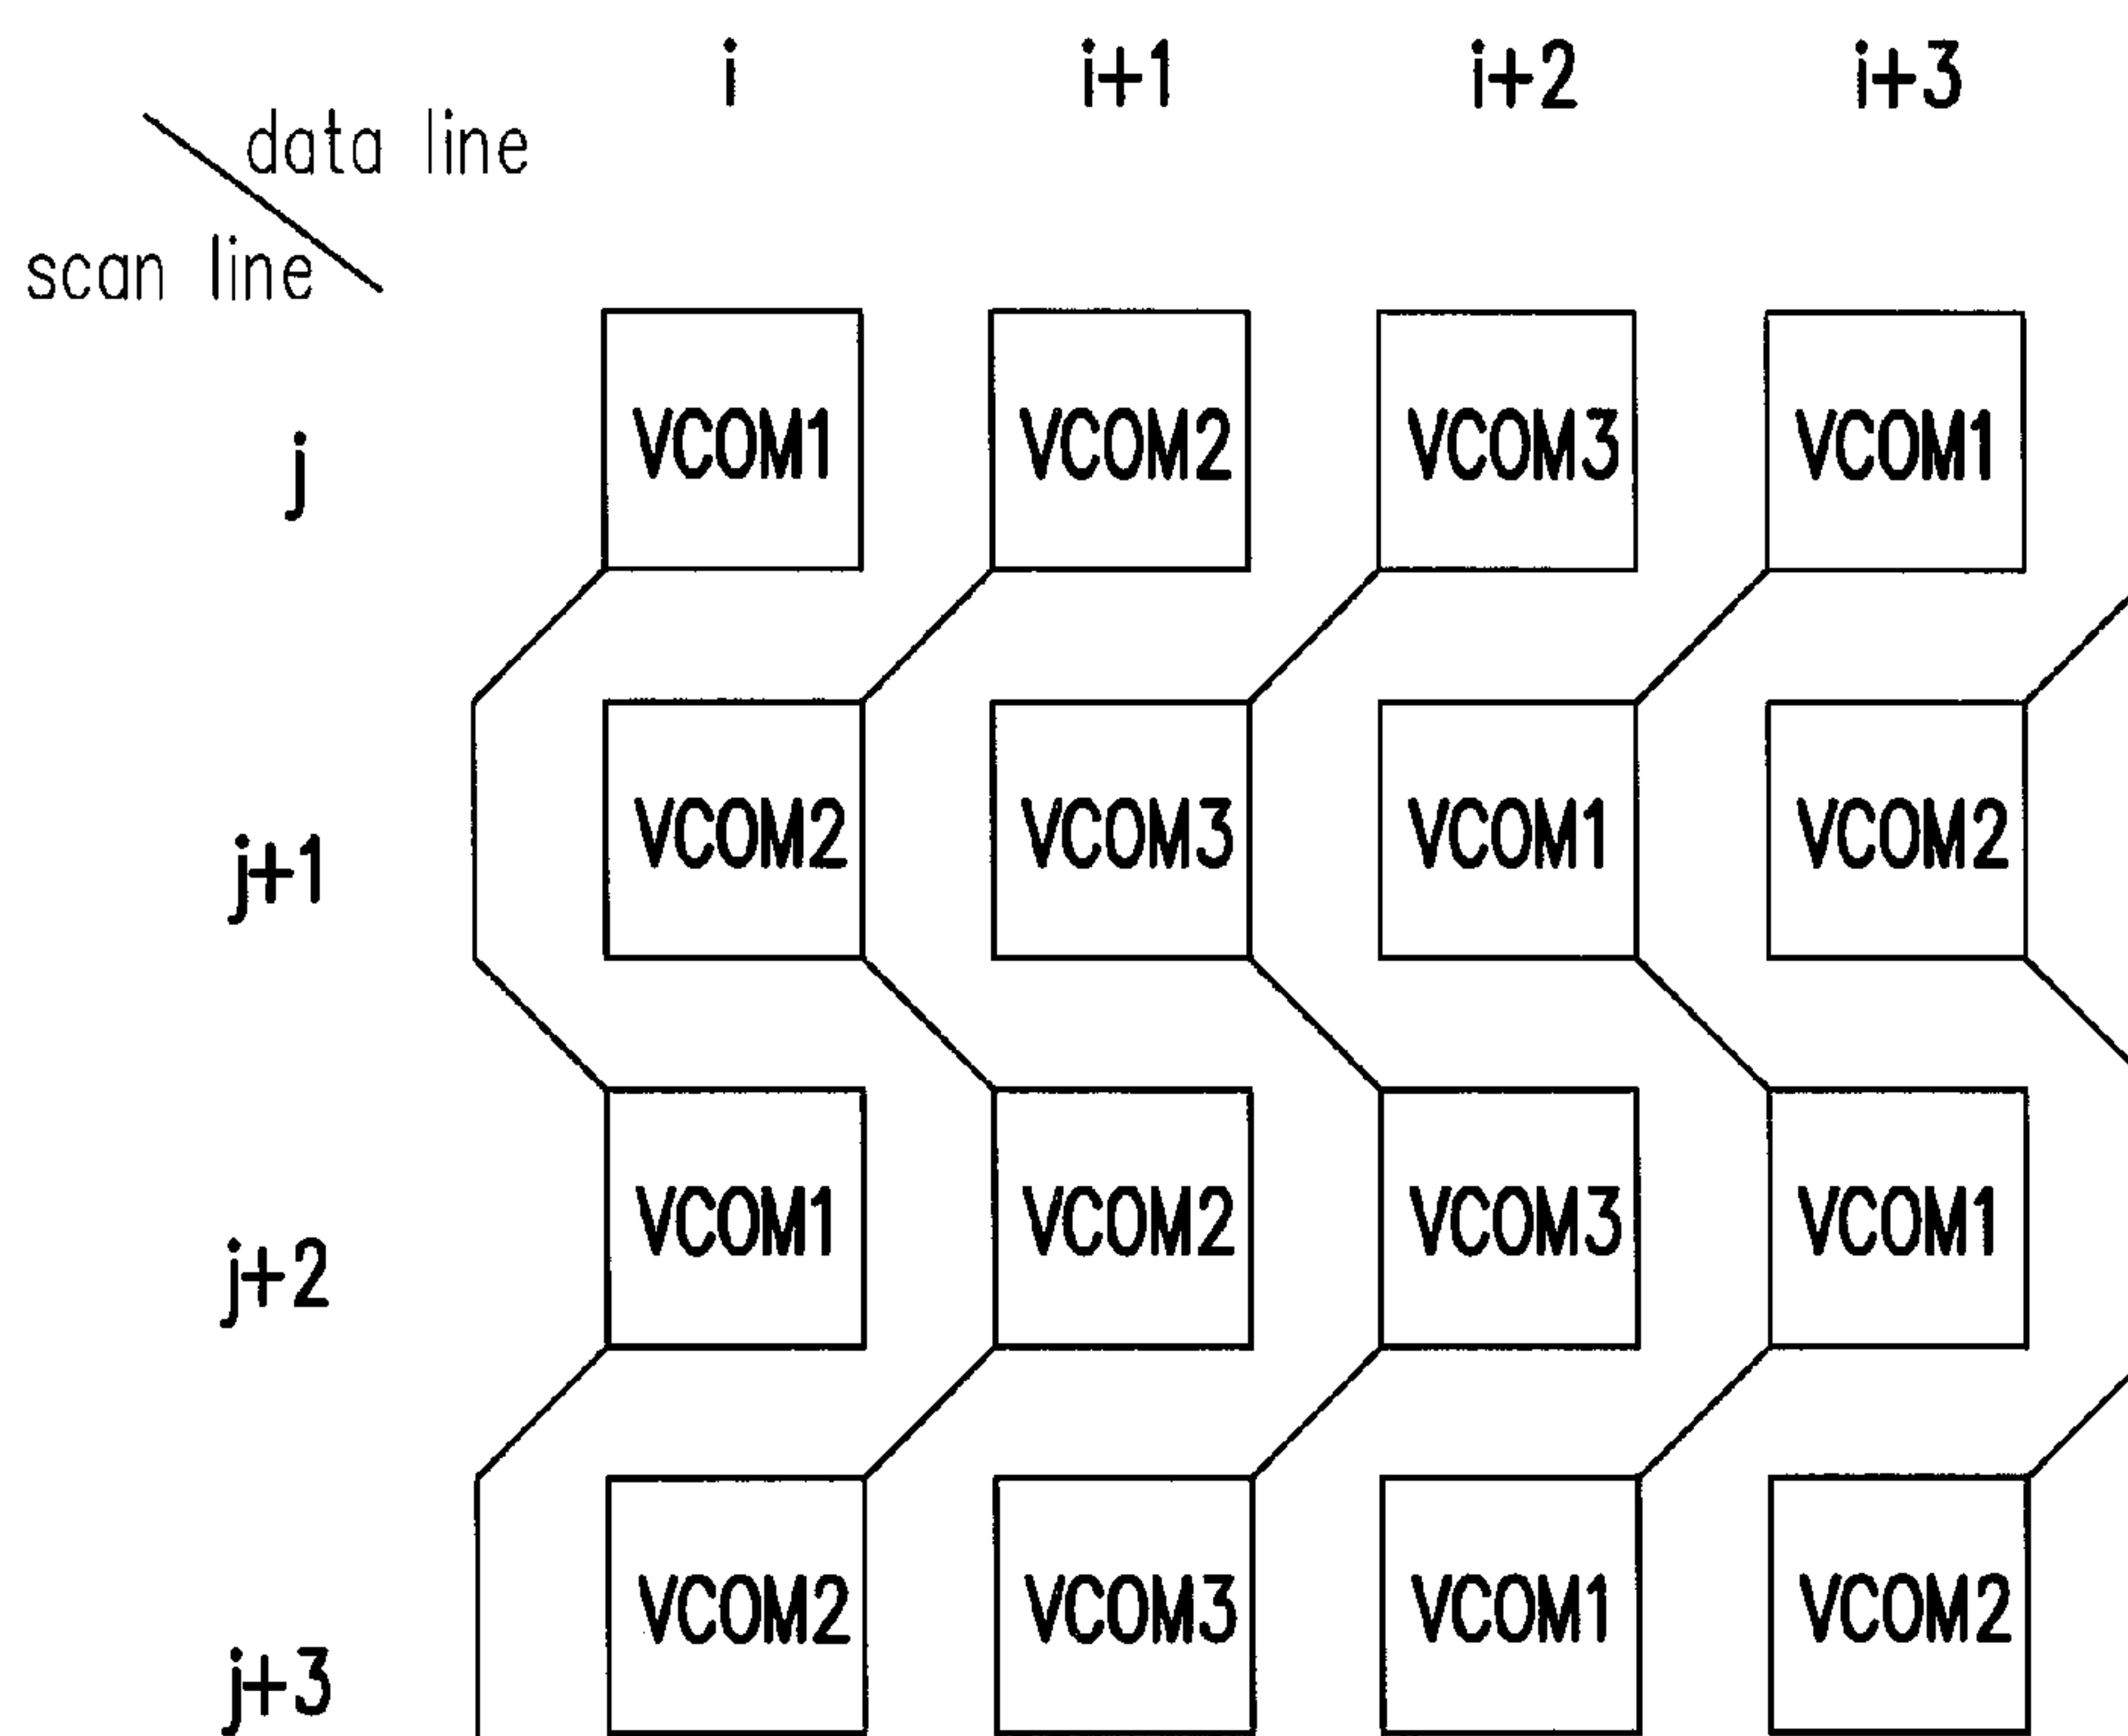 i i+1 i+2 i+3
data line
scan line
j VCOM1 VCOM2 VCOM3 VCOM1
j+1 VCOM2 VCOM3 VCOM1 VCOM2
j+2 VCOM1 VCOM2 VCOM3 VCOM1
j+3 VCOM2 VCOM3 VCOM1 VCOM2